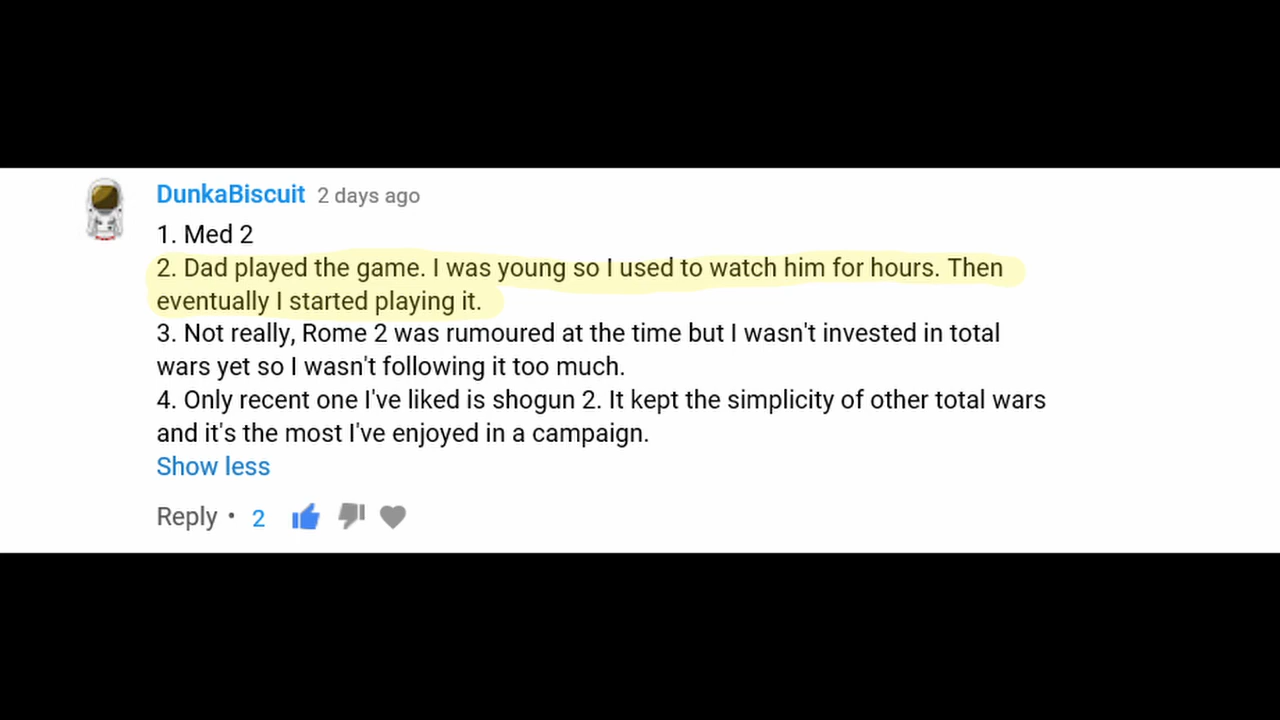 DunkaBiscuit 2 days ago
1. Med 2
2. Dad played the game. I was young so I used to watch him for hours. Then
eventually I started playing it.
3. Not really, Rome 2 was rumoured at the time but I wasn't invested in total
wars yet so I wasn't following it too much.
4. Only recent one I've liked is shogun 2. It kept the simplicity of other total wars
and it's the most I've enjoyed in a campaign.
Show less
Reply • 2